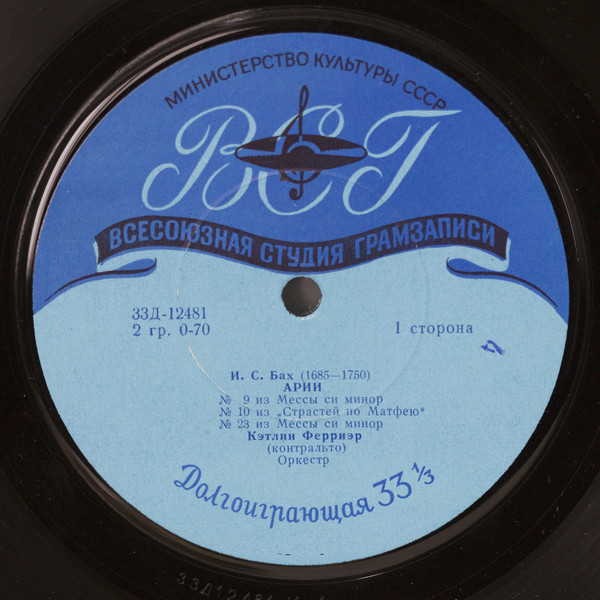 МИНИСТЕРСТВО КУЛЬТУРЫ СССР
ВСГ
ВСЕСОЮЗНАЯ СТУДИЯ ГРАМЗАПИСИ
33Д-12481
2 гр. 0-70
I сторона
4
И. С. Бах (1685—1750)
АРИИ
№ 9 из Мессы си минор
№ 10 из „Страстей по Матфею“
№ 23 из Мессы си минор
Кэтлин Ферриэр
(контральто)
Оркестр
Долгоиграющая 33 ⅓
33Д12481